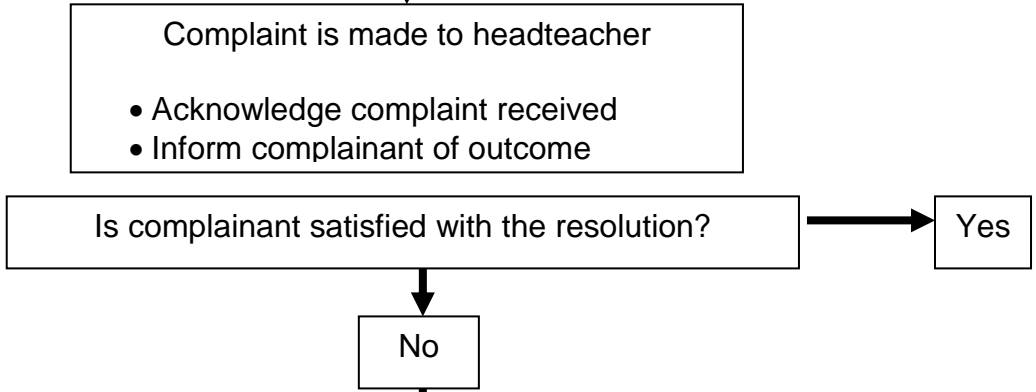 Complaint is made to headteacher
• Acknowledge complaint received
• Inform complainant of outcome
Is complainant satisfied with the resolution?
Yes
No